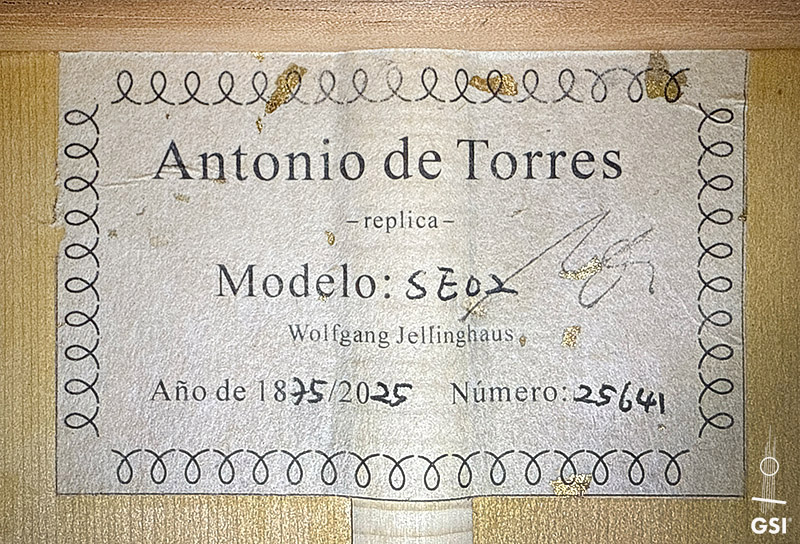 Antonio de Torres
–replica–
Modelo: SE02
Wolfgang Jellinghaus
Año de 1875/2025 Número: 25641
GSI